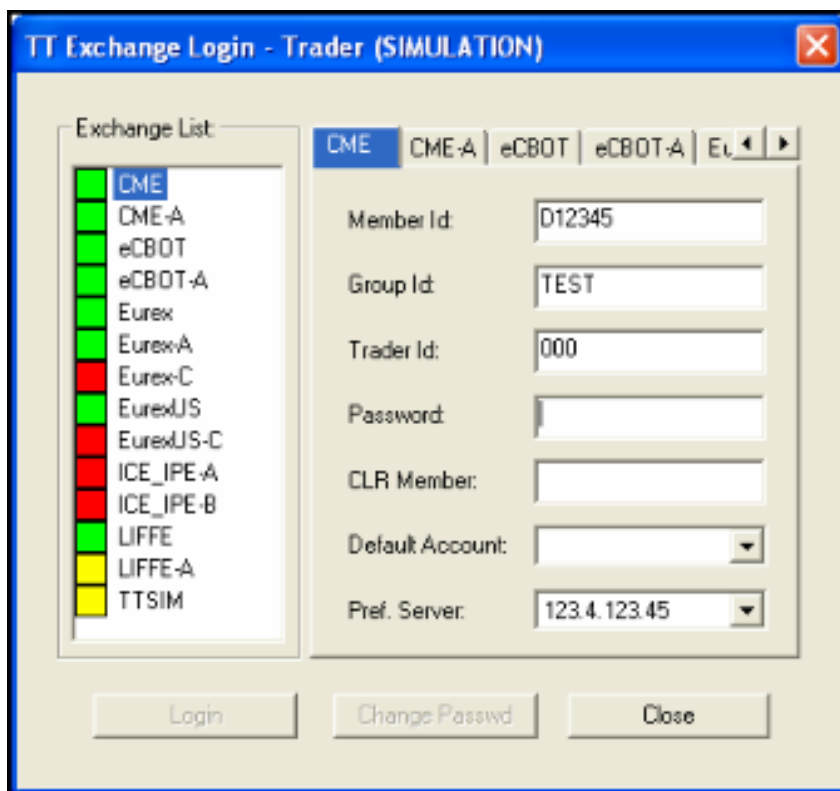 TT Exchange Login - Trader (SIMULATION)
Exchange List:
CME
CME-A
eCBOT
eCBOT-A
Eurex
Eurex-A
Eurex-C
EurexUS
EurexUS-C
ICE_IPE-A
ICE_IPE-B
LIFFE
LIFFE-A
TTSIM
CME CME-A eCBOT eCBOT-A
Member Id: D12345
Group Id: TEST
Trader Id: 000
Password:
CLR Member:
Default Account:
Pref. Server: 123.4.123.45
Login Change Passwd Close